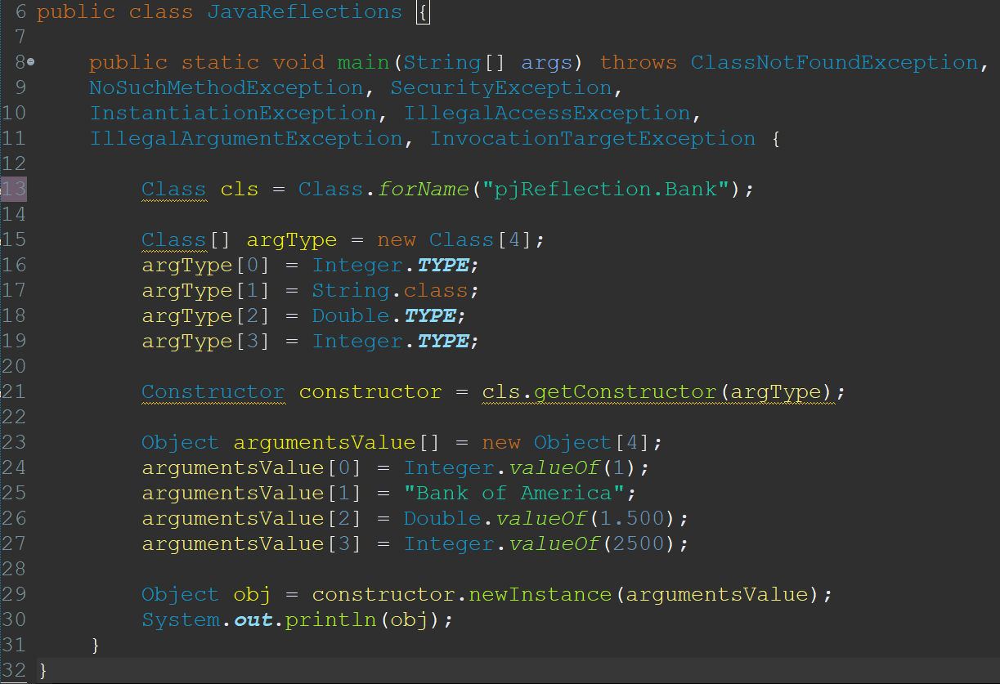 6 public class JavaReflections {
7
8 public static void main(String[] args) throws ClassNotFoundException,
9 NoSuchMethodException, SecurityException,
10 InstantiationException, IllegalAccessException,
11 IllegalArgumentException, InvocationTargetException {
12
13 Class cls = Class.forName("pjReflection.Bank");
14
15 Class[] argType = new Class[4];
16 argType[0] = Integer.TYPE;
17 argType[1] = String.class;
18 argType[2] = Double.TYPE;
19 argType[3] = Integer.TYPE;
20
21 Constructor constructor = cls.getConstructor(argType);
22
23 Object argumentsValue[] = new Object[4];
24 argumentsValue[0] = Integer.valueOf(1);
25 argumentsValue[1] = "Bank of America";
26 argumentsValue[2] = Double.valueOf(1.500);
27 argumentsValue[3] = Integer.valueOf(2500);
28
29 Object obj = constructor.newInstance(argumentsValue);
30 System.out.println(obj);
31 }
32 }